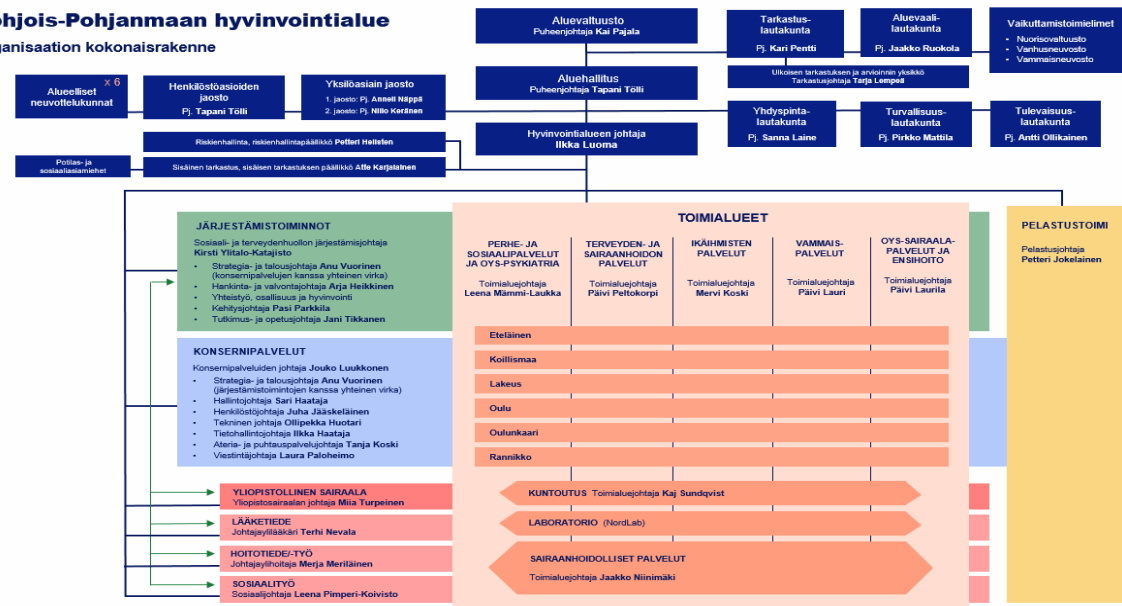 ohjois-Pohjanmaan hyvinvointialue
ganisaation kokonaisrakenne
Aluevaltuusto
Puheenjohtaja Kai Pajala
Tarkastus-
lautakunta
Pj. Kari Pentti
Aluevaali-
lautakunta
Pj. Jaakko Ruokola
Vaikuttamistoimielimet
• Nuorisovaltuusto
• Vanhusneuvosto
• Vammaisneuvosto
Ulkoisen tarkastuksen ja arvioinnin yksikkö
Tarkastusjohtaja Tarja Lempeä
x 6
Alueelliset
neuvottelukunnat
Henkilöstöasioiden
jaosto
Pj. Tapani Tölli
Yksilöasiain jaosto
1. jaosto: Pj. Anneli Näppä
2. jaosto: Pj. Niilo Keränen
Aluehallitus
Puheenjohtaja Tapani Tölli
Yhdyspinta-
lautakunta
Pj. Sanna Laine
Turvallisuus-
lautakunta
Pj. Pirkko Mattila
Tulevaisuus-
lautakunta
Pj. Antti Ollikainen
Hyvinvointialueen johtaja
Ilkka Luoma
Riskienhallinta, riskienhallintapäällikkö Petteri Heilsten
Potilas- ja
sosiaaliasiamiehet
Sisäinen tarkastus, sisäisen tarkastuksen päällikkö Atte Karjalainen
JÄRJESTÄMISTOIMINNOT
Sosiaali- ja terveydenhuollon järjestämisjohtaja
Kirsti Ylitalo-Katajisto
• Strategia- ja talousjohtaja Anu Vuorinen
(konsernipalvelujen kanssa yhteinen virka)
• Hankinta- ja valvontajohtaja Arja Heikkinen
• Yhteistyö, osallisuus ja hyvinvointi
• Kehitysjohtaja Pasi Parkkila
• Tutkimus- ja opetusjohtaja Jani Tikkanen
KONSERNIPALVELUT
Konsernipalveluiden johtaja Jouko Luukkonen
• Strategia- ja talousjohtaja Anu Vuorinen
(järjestämistoimintojen kanssa yhteinen virka)
• Hallintojohtaja Sari Haataja
• Henkilöstöjohtaja Juha Jääskeläinen
• Tekninen johtaja Ollipekka Huotari
• Tietohallintojohtaja Ilkka Haataja
• Ateria- ja puhtauspalvelujohtaja Tanja Koski
• Viestintäjohtaja Laura Paloheimo
YLIOPISTOLLINEN SAIRAALA
Yliopistosairaalan johtaja Miia Turpeinen
LÄÄKETIEDE
Johtajaylilääkäri Terhi Nevala
HOITOTIEDE/-TYÖ
Johtajaylihoitaja Merja Meriläinen
SOSIAALITYÖ
Sosiaalijohtaja Leena Pimperi-Koivisto
TOIMIALUEET
PERHE- JA
SOSIAALIPALVELUT
JA OYS-PSYKIATRIA
Toimialuejohtaja
Leena Mämmi-Laukka
TERVEYDEN- JA
SAIRAANHOIDON
PALVELUT
Toimialuejohtaja
Päivi Peltokorpi
IKÄIHMISTEN
PALVELUT
Toimialuejohtaja
Mervi Koski
VAMMAIS-
PALVELUT
Toimialuejohtaja
Päivi Lauri
OYS-SAIRAALA-
PALVELUT JA
ENSIHOITO
Toimialuejohtaja
Päivi Laurila
Eteläinen
Koillismaa
Lakeus
Oulu
Oulunkaari
Rannikko
KUNTOUTUS Toimialuejohtaja Kaj Sundqvist
LABORATORIO (NordLab)
SAIRAANHOIDOLLISET PALVELUT
Toimialuejohtaja Jaakko Niinimäki
PELASTUSTOIMI
Pelastusjohtaja
Petteri Jokelainen